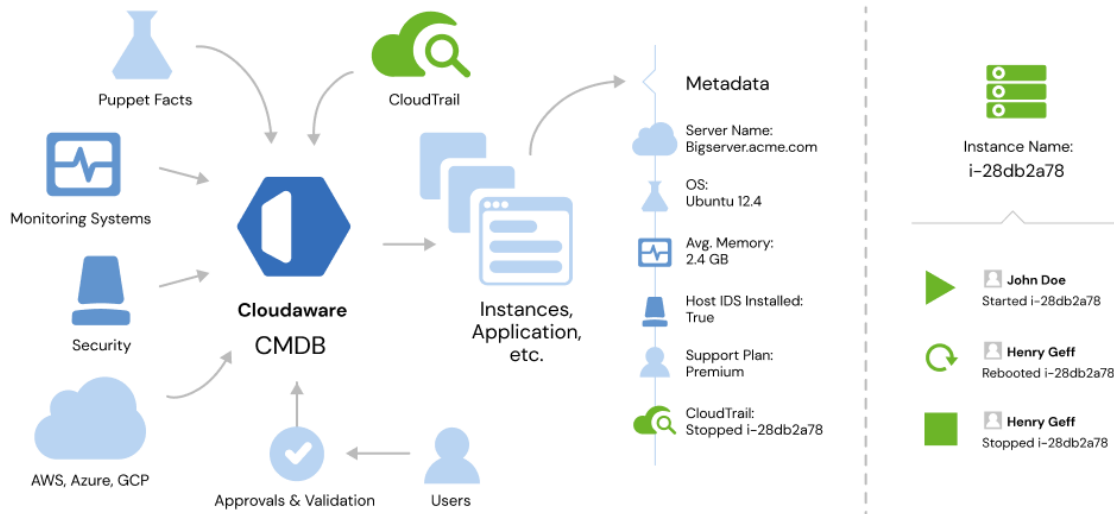 Puppet Facts
CloudTrail
Monitoring Systems
Security
AWS, Azure, GCP
Cloudaware
CMDB
Approvals & Validation
Users
Instances,
Application,
etc.
Metadata
Server Name:
Bigserver.acme.com
OS:
Ubuntu 12.4
Avg. Memory:
2.4 GB
Host IDS Installed:
True
Support Plan:
Premium
CloudTrail:
Stopped i-28db2a78
Instance Name:
i-28db2a78
John Doe
Started i-28db2a78
Henry Geff
Rebooted i-28db2a78
Henry Geff
Stopped i-28db2a78